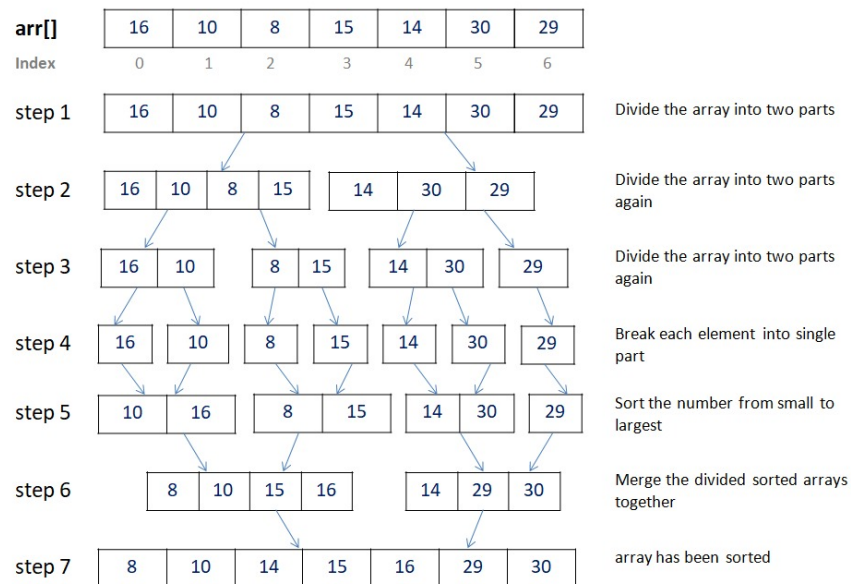 arr[] 16 10 8 15 14 30 29
Index 0 1 2 3 4 5 6
step 1 16 10 8 15 14 30 29 Divide the array into two parts
step 2 16 10 8 15 14 30 29 Divide the array into two parts
again
step 3 16 10 8 15 14 30 29 Divide the array into two parts
again
step 4 16 10 8 15 14 30 29 Break each element into single
part
step 5 10 16 8 15 14 30 29 Sort the number from small to
largest
step 6 8 10 15 16 14 29 30 Merge the divided sorted arrays
together
step 7 8 10 14 15 16 29 30 array has been sorted